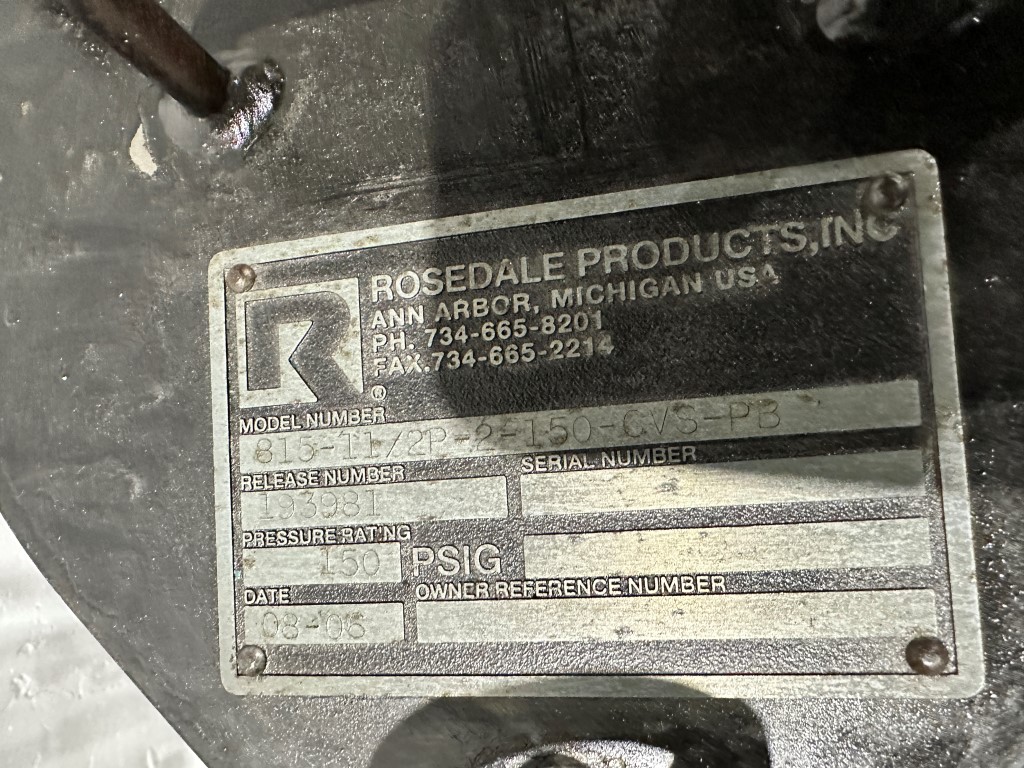 ROSEDALE PRODUCTS,INC
ANN ARBOR, MICHIGAN USA
PH. 734-665-8201
FAX.734-665-2214
R
®
MODEL NUMBER
815-11/2P-2-150-CVS-PB
RELEASE NUMBER
SERIAL NUMBER
193981
PRESSURE RATING
150 PSIG
DATE
OWNER REFERENCE NUMBER
08-06